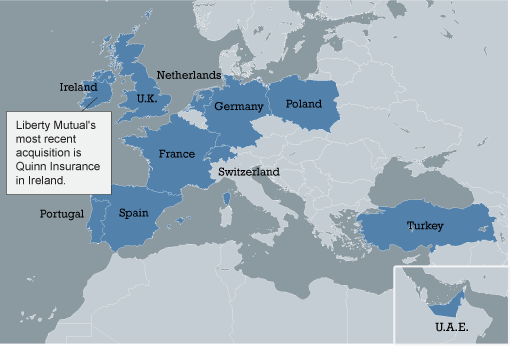 Netherlands
Ireland
U.K.
Germany
Poland
Liberty Mutual's
most recent
acquisition is
Quinn Insurance
in Ireland.
France
Switzerland
Portugal
Spain
Turkey
U.A.E.